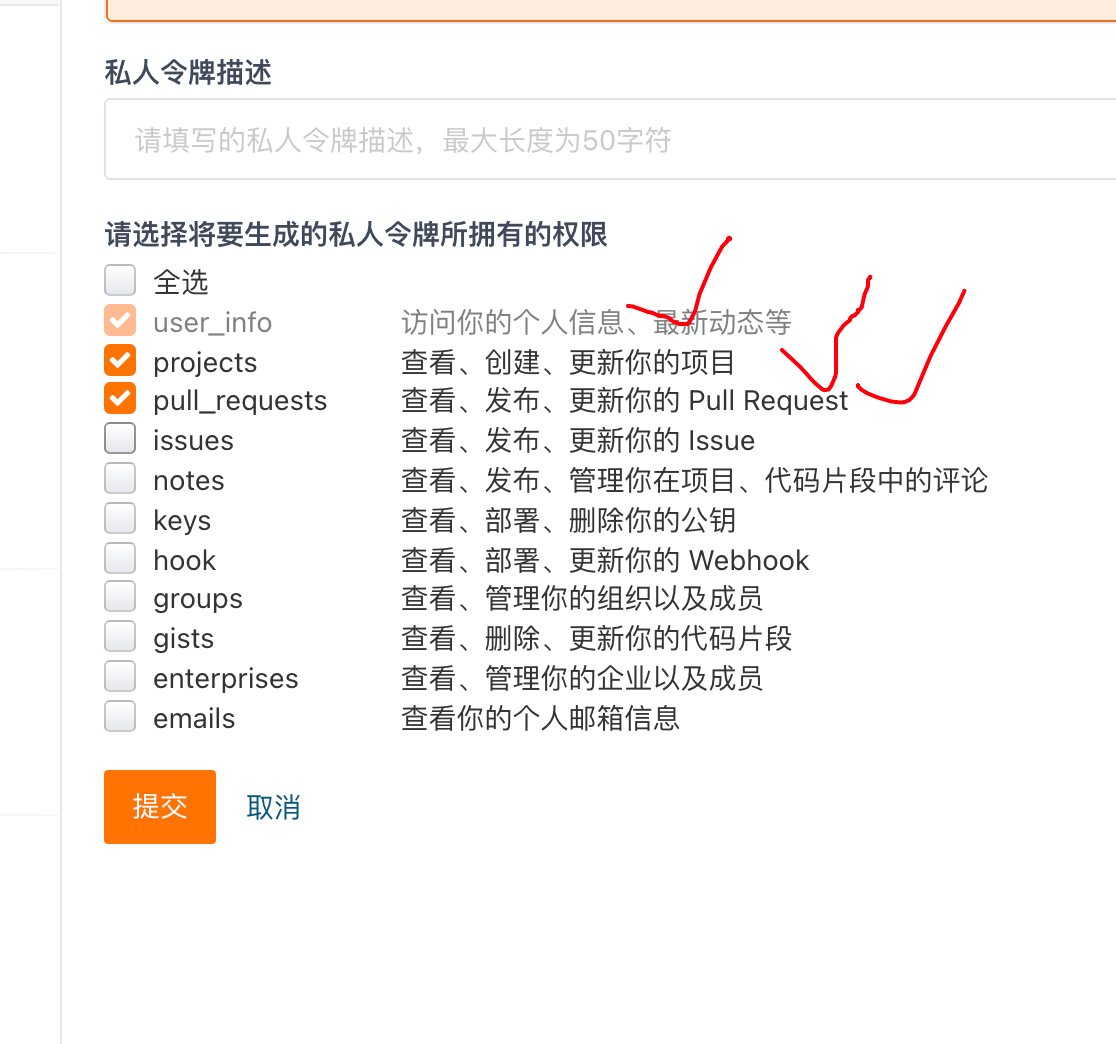 私人令牌描述
请填写的私人令牌描述，最大长度为50字符
请选择将要生成的私人令牌所拥有的权限
全选
user_info 访问你的个人信息、最新动态等
projects 查看、创建、更新你的项目
pull_requests 查看、发布、更新你的 Pull Request
issues 查看、发布、更新你的 Issue
notes 查看、发布、管理你在项目、代码片段中的评论
keys 查看、部署、删除你的公钥
hook 查看、部署、更新你的 Webhook
groups 查看、管理你的组织以及成员
gists 查看、删除、更新你的代码片段
enterprises 查看、管理你的企业以及成员
emails 查看你的个人邮箱信息
提交 取消